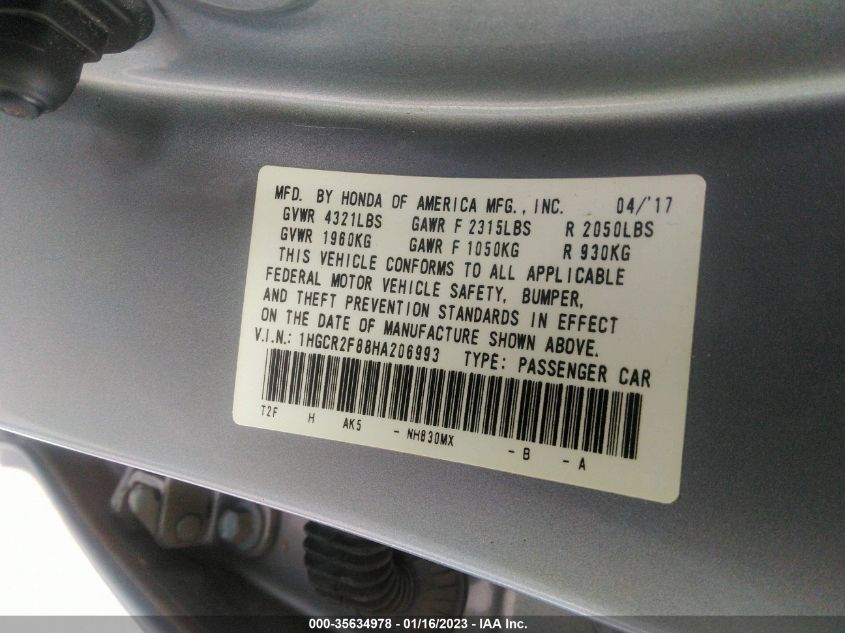 MFD. BY HONDA OF AMERICA MFG., INC. 04/'17
GVWR 4321LBS GAWR F 2315LBS R 2050LBS
GVWR 1960KG GAWR F 1050KG R 930KG
THIS VEHICLE CONFORMS TO ALL APPLICABLE
FEDERAL MOTOR VEHICLE SAFETY, BUMPER,
AND THEFT PREVENTION STANDARDS IN EFFECT
ON THE DATE OF MANUFACTURE SHOWN ABOVE.
V.I.N.: 1HGCR2F88HA206993 TYPE: PASSENGER CAR
T2F H AK5 - NH830MX - B - A
000-35634978 - 01/16/2023 - IAA Inc.